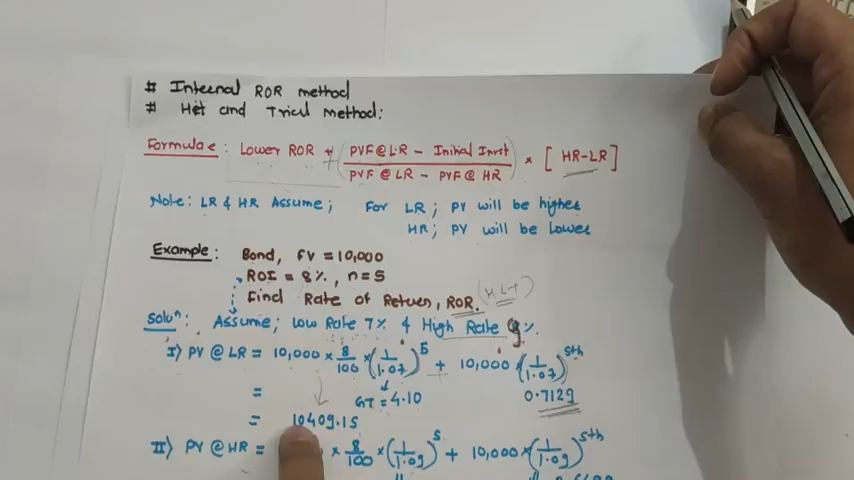 # Internal ROR method
# Hit and Trial method:
Formulae : Lower ROR + ( PVF@LR - Initial Invst / PVF @ LR - PVF @ HR ) × [ HR-LR ]
Note: LR & HR Assume; For LR; PV will be higher
HR; PV will be Lower
Example: Bond, FV = 10,000
ROI = 8%, n=5
Find Rate of Return, ROR. (H&T)
Soluⁿ: Assume; Low Rate 7% & High Rate 9%.
I) PV @ LR = 10,000 × 8/100 × (1/1.07)^5 + 10,000 × (1/1.07)^5th
= GT = 4.10 0.7129
= 10409.15
II) PV @ HR = × 8/100 × (1/1.09)^5 + 10,000 × (1/1.09)^5th